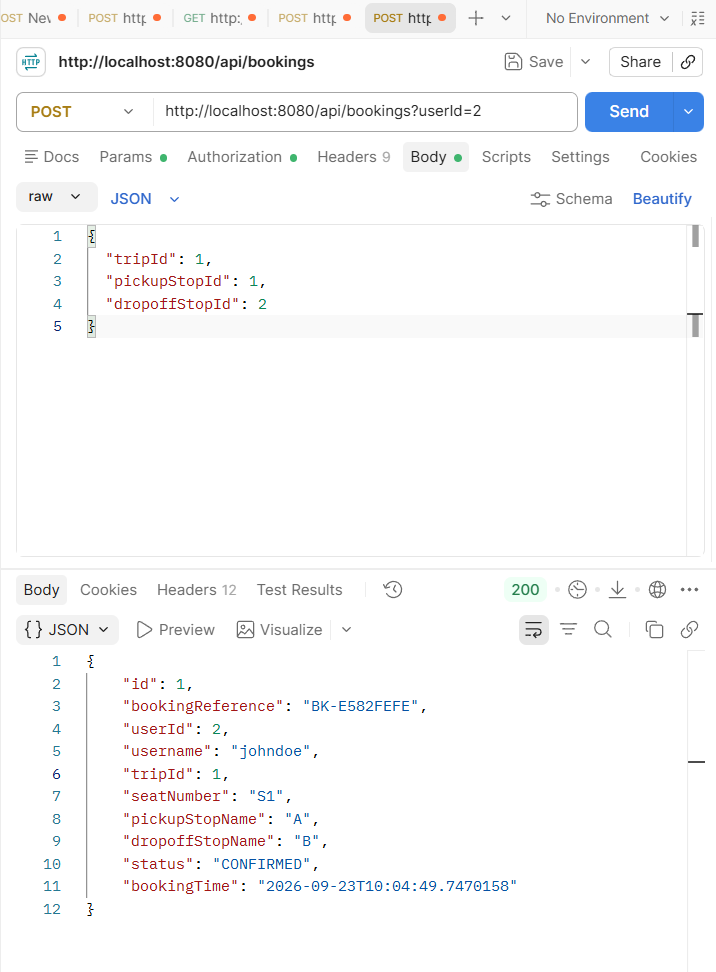 OST Nev POST http GET http: POST http POST http No Environment
HTTP http://localhost:8080/api/bookings Save Share
POST http://localhost:8080/api/bookings?userId=2 Send
Docs Params Authorization Headers 9 Body Scripts Settings Cookies
raw JSON Schema Beautify
1 {
2 "tripId": 1,
3 "pickupStopId": 1,
4 "dropoffStopId": 2
5 }
Body Cookies Headers 12 Test Results 200
{} JSON Preview Visualize
1 {
2 "id": 1,
3 "bookingReference": "BK-E582FEFE",
4 "userId": 2,
5 "username": "johndoe",
6 "tripId": 1,
7 "seatNumber": "S1",
8 "pickupStopName": "A",
9 "dropoffStopName": "B",
10 "status": "CONFIRMED",
11 "bookingTime": "2026-09-23T10:04:49.7470158"
12 }